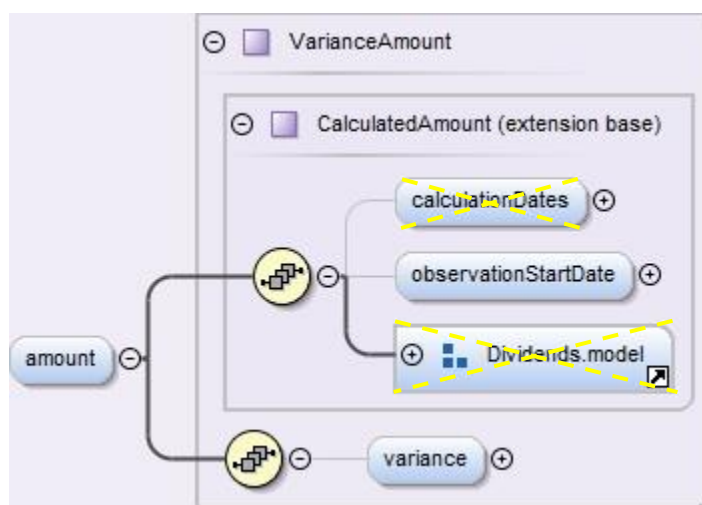 VarianceAmount
CalculatedAmount (extension base)
calculationDates
observationStartDate
Dividends.model
amount
variance